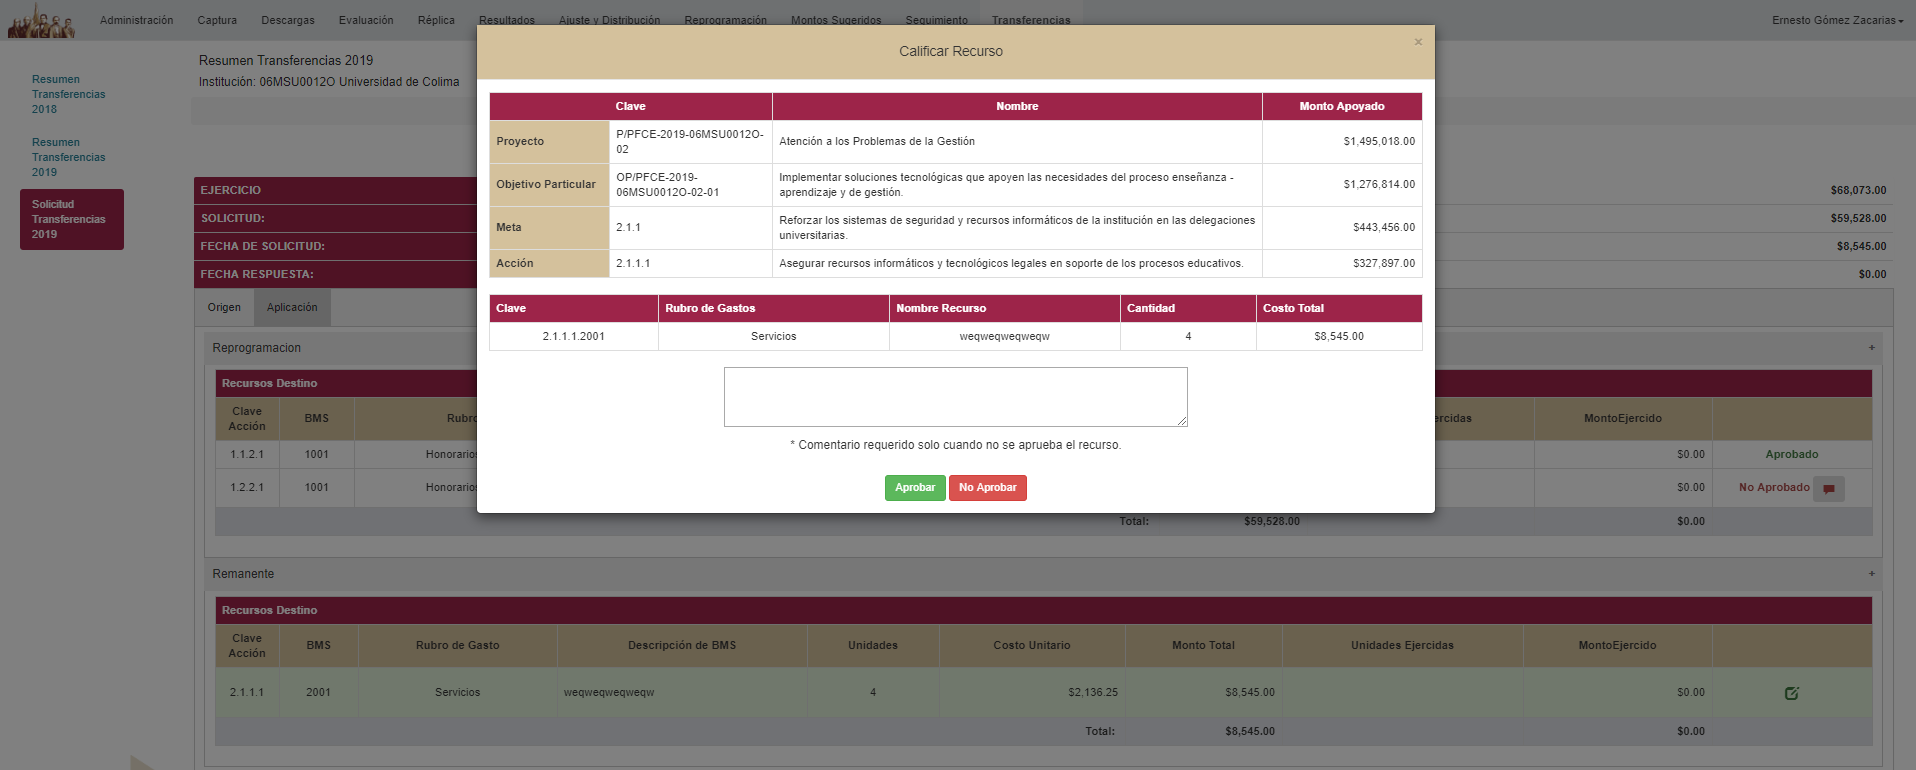 Administración Captura Descargas Evaluación Réplica Resultados Ajuste y Distribución Reprogramación Montos Sugeridos Seguimiento Transferencias Ernesto Gómez Zacarias
Resumen Transferencias 2019
Institución: 06MSU0012O Universidad de Colima
Resumen
Transferencias
2018
Resumen
Transferencias
2019
Solicitud
Transferencias
2019
EJERCICIO $68,073.00
SOLICITUD: $59,528.00
FECHA DE SOLICITUD: $8,545.00
FECHA RESPUESTA: $0.00
Origen Aplicación
Calificar Recurso ×
Clave Nombre Monto Apoyado
Proyecto P/PFCE-2019-06MSU0012O-
02 Atención a los Problemas de la Gestión $1,495,018.00
Objetivo Particular OP/PFCE-2019-
06MSU0012O-02-01 Implementar soluciones tecnológicas que apoyen las necesidades del proceso enseñanza -
aprendizaje y de gestión. $1,276,814.00
Meta 2.1.1 Reforzar los sistemas de seguridad y recursos informáticos de la institución en las delegaciones
universitarias. $443,456.00
Acción 2.1.1.1 Asegurar recursos informáticos y tecnológicos legales en soporte de los procesos educativos. $327,897.00
Clave Rubro de Gastos Nombre Recurso Cantidad Costo Total
2.1.1.1.2001 Servicios weqweqweqweqw 4 $8,545.00
* Comentario requerido solo cuando no se aprueba el recurso.
Aprobar No Aprobar
Reprogramacion +
Recursos Destino
Clave
Acción BMS Rubro ercidas MontoEjercido
1.1.2.1 1001 Honorarios $0.00 Aprobado
1.2.2.1 1001 Honorarios $0.00 No Aprobado
Total: $59,528.00 $0.00
Remanente +
Recursos Destino
Clave
Acción BMS Rubro de Gasto Descripción de BMS Unidades Costo Unitario Monto Total Unidades Ejercidas MontoEjercido
2.1.1.1 2001 Servicios weqweqweqweqw 4 $2,136.25 $8,545.00 $0.00
Total: $8,545.00 $0.00